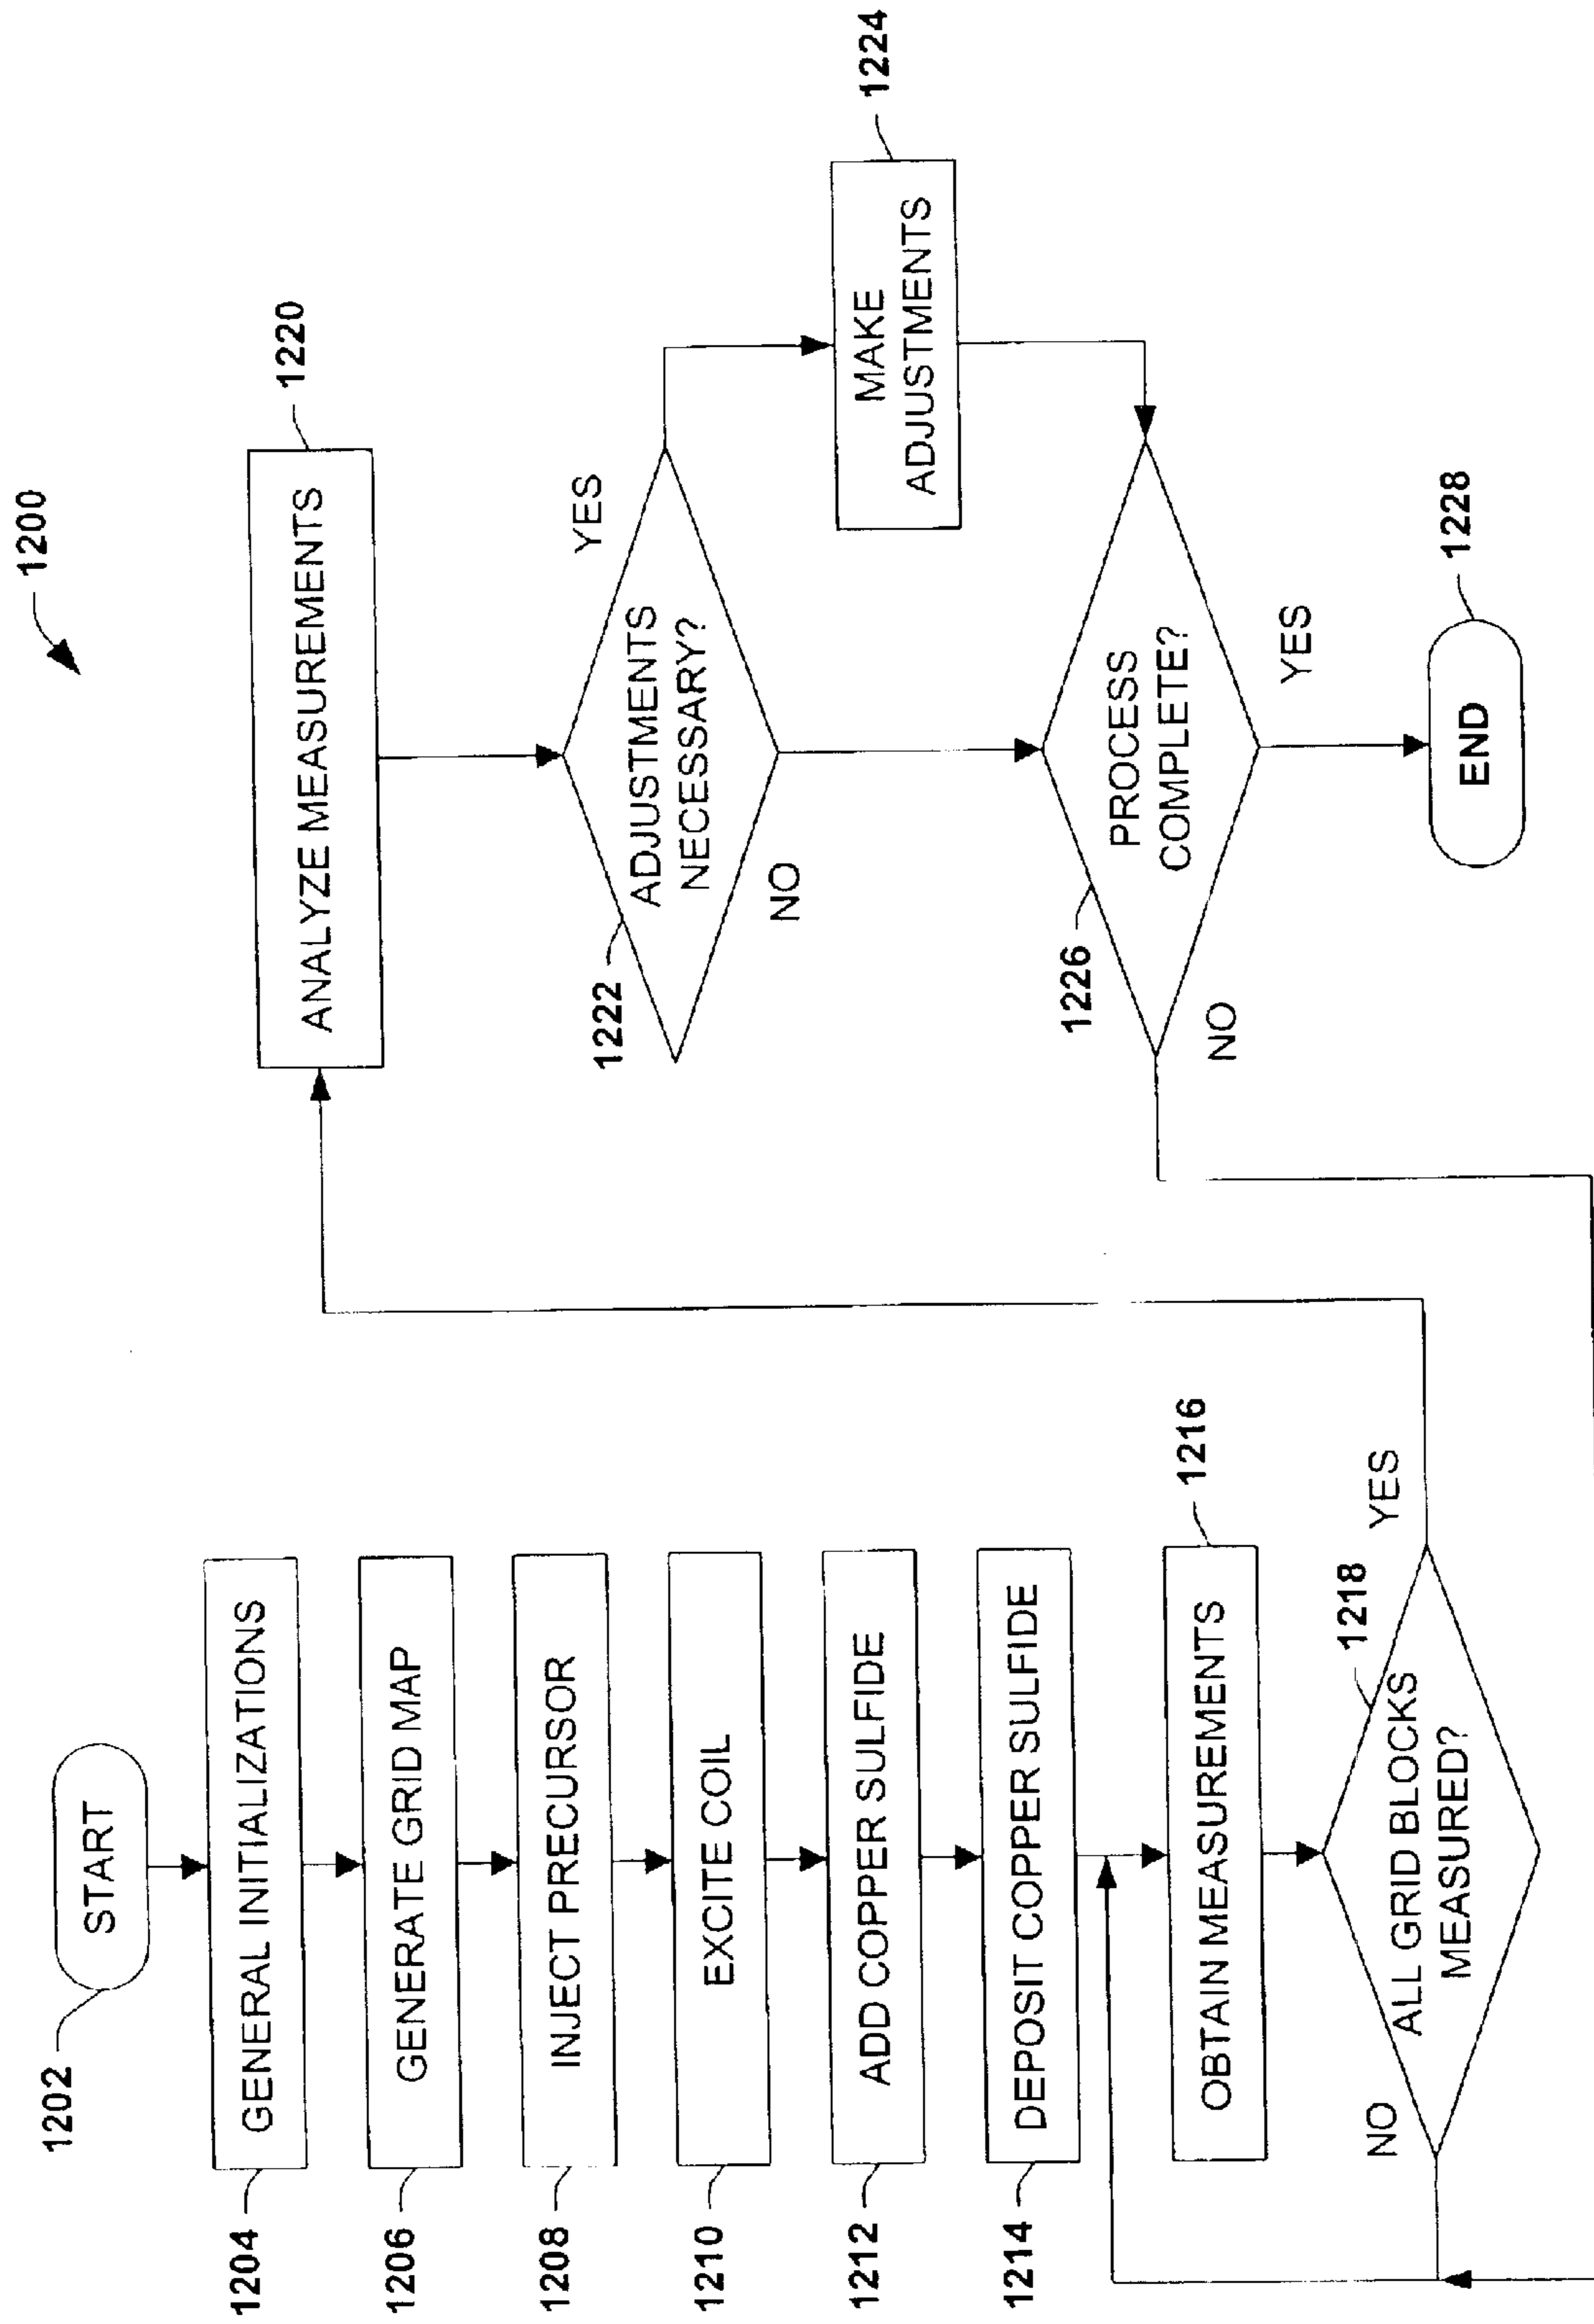 1200
1202
START
1204
GENERAL INITIALIZATIONS
1206
GENERATE GRID MAP
1208
INJECT PRECURSOR
1210
EXCITE COIL
1212
ADD COPPER SULFIDE
1214
DEPOSIT COPPER SULFIDE
1216
OBTAIN MEASUREMENTS
1218
ALL GRID BLOCKS
MEASURED?
NO
YES
1220
ANALYZE MEASUREMENTS
1222
ADJUSTMENTS
NECESSARY?
YES
NO
1224
MAKE
ADJUSTMENTS
1226
PROCESS
COMPLETE?
NO
YES
1228
END